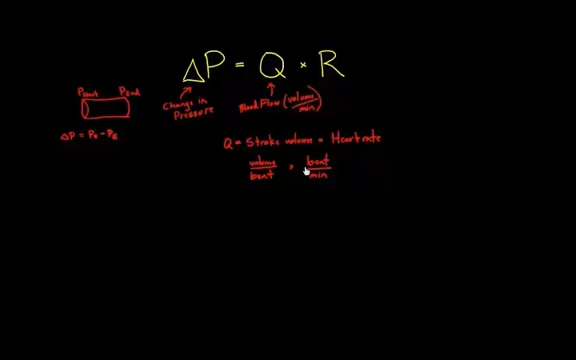 ΔP = Q × R
Pstart Pend
Change in Pressure
Blood Flow (volume/min)
ΔP = Ps - PE
Q = Stroke volume × Heart rate
volume/beat × beat/min